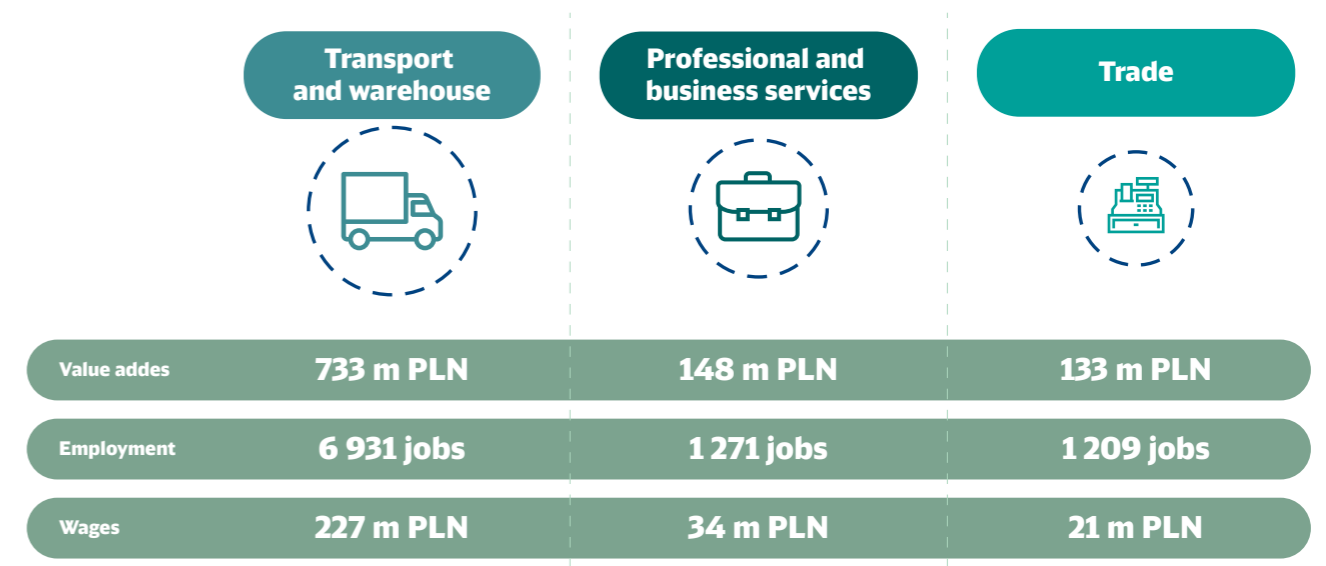 Transport
and warehouse
Professional and
business services
Trade
Value addes 733 m PLN 148 m PLN 133 m PLN
Employment 6 931 jobs 1 271 jobs 1 209 jobs
Wages 227 m PLN 34 m PLN 21 m PLN